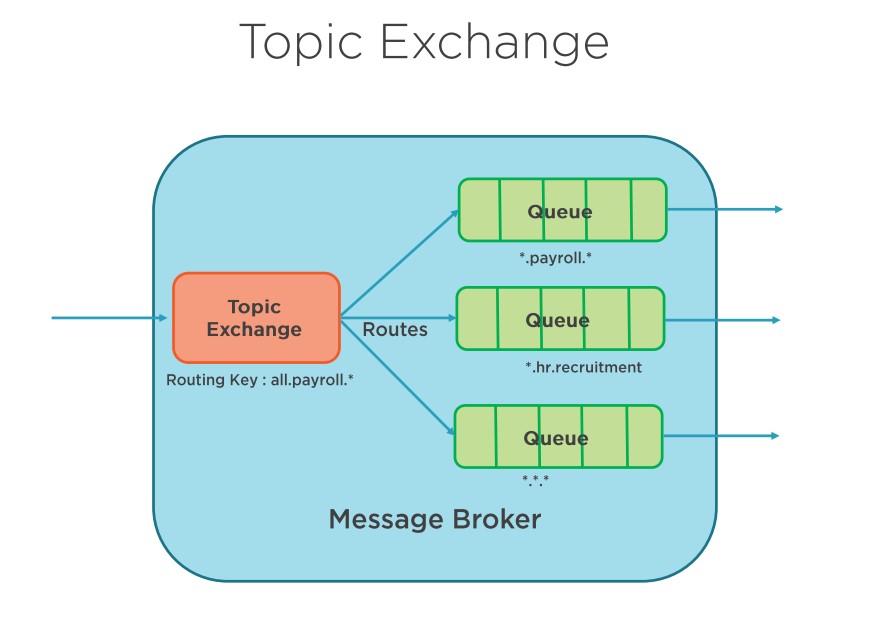 Topic Exchange
Queue
*.payroll.*
Topic
Exchange
Routes
Queue
Routing Key : all.payroll.*
*.hr.recruitment
Queue
*.*.*
Message Broker